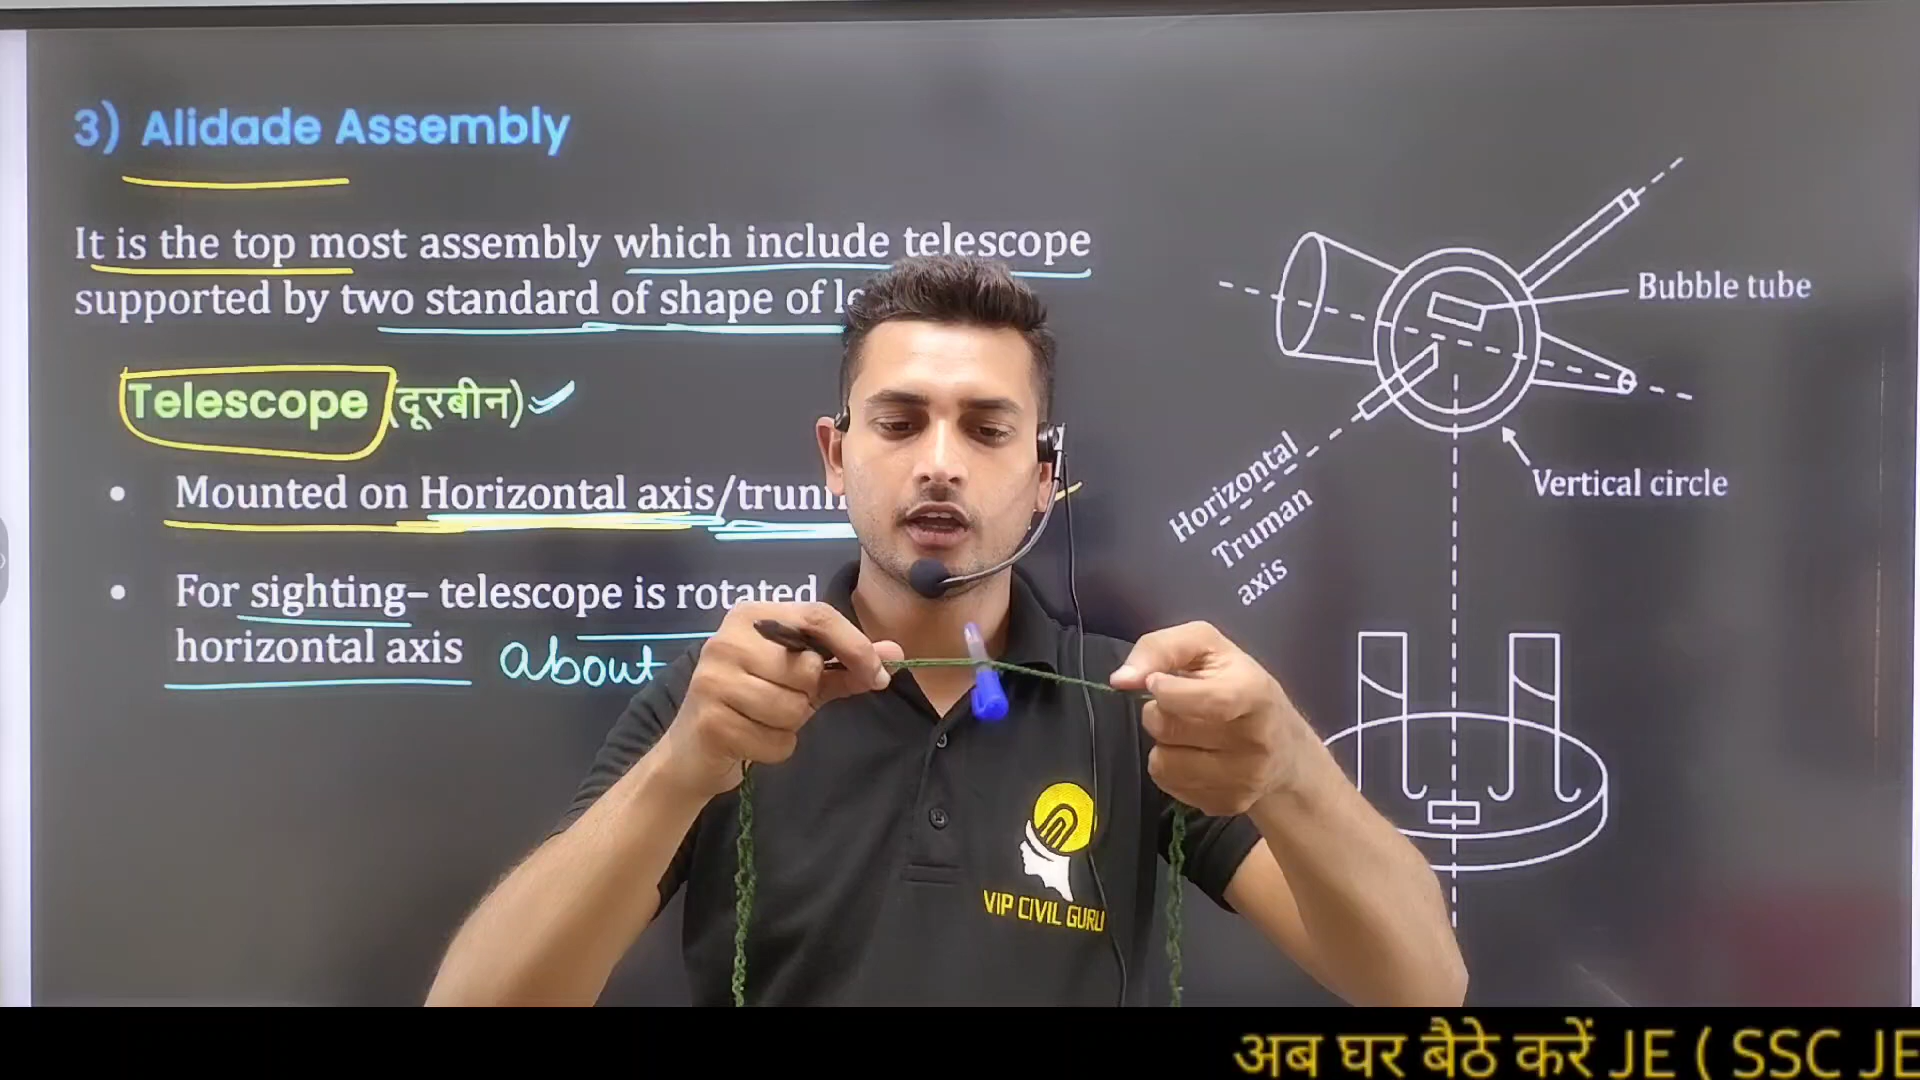 3) Alidade Assembly
It is the top most assembly which include telescope
supported by two standard of shape of
Telescope (दूरबीन)
• Mounted on Horizontal axis/
• For sighting– telescope is rotated
horizontal axis about
Bubble tube
Vertical circle
Horizontal
Truman
axis
VIP CIVIL GURU
अब घर बैठे करें JE ( SSC JE